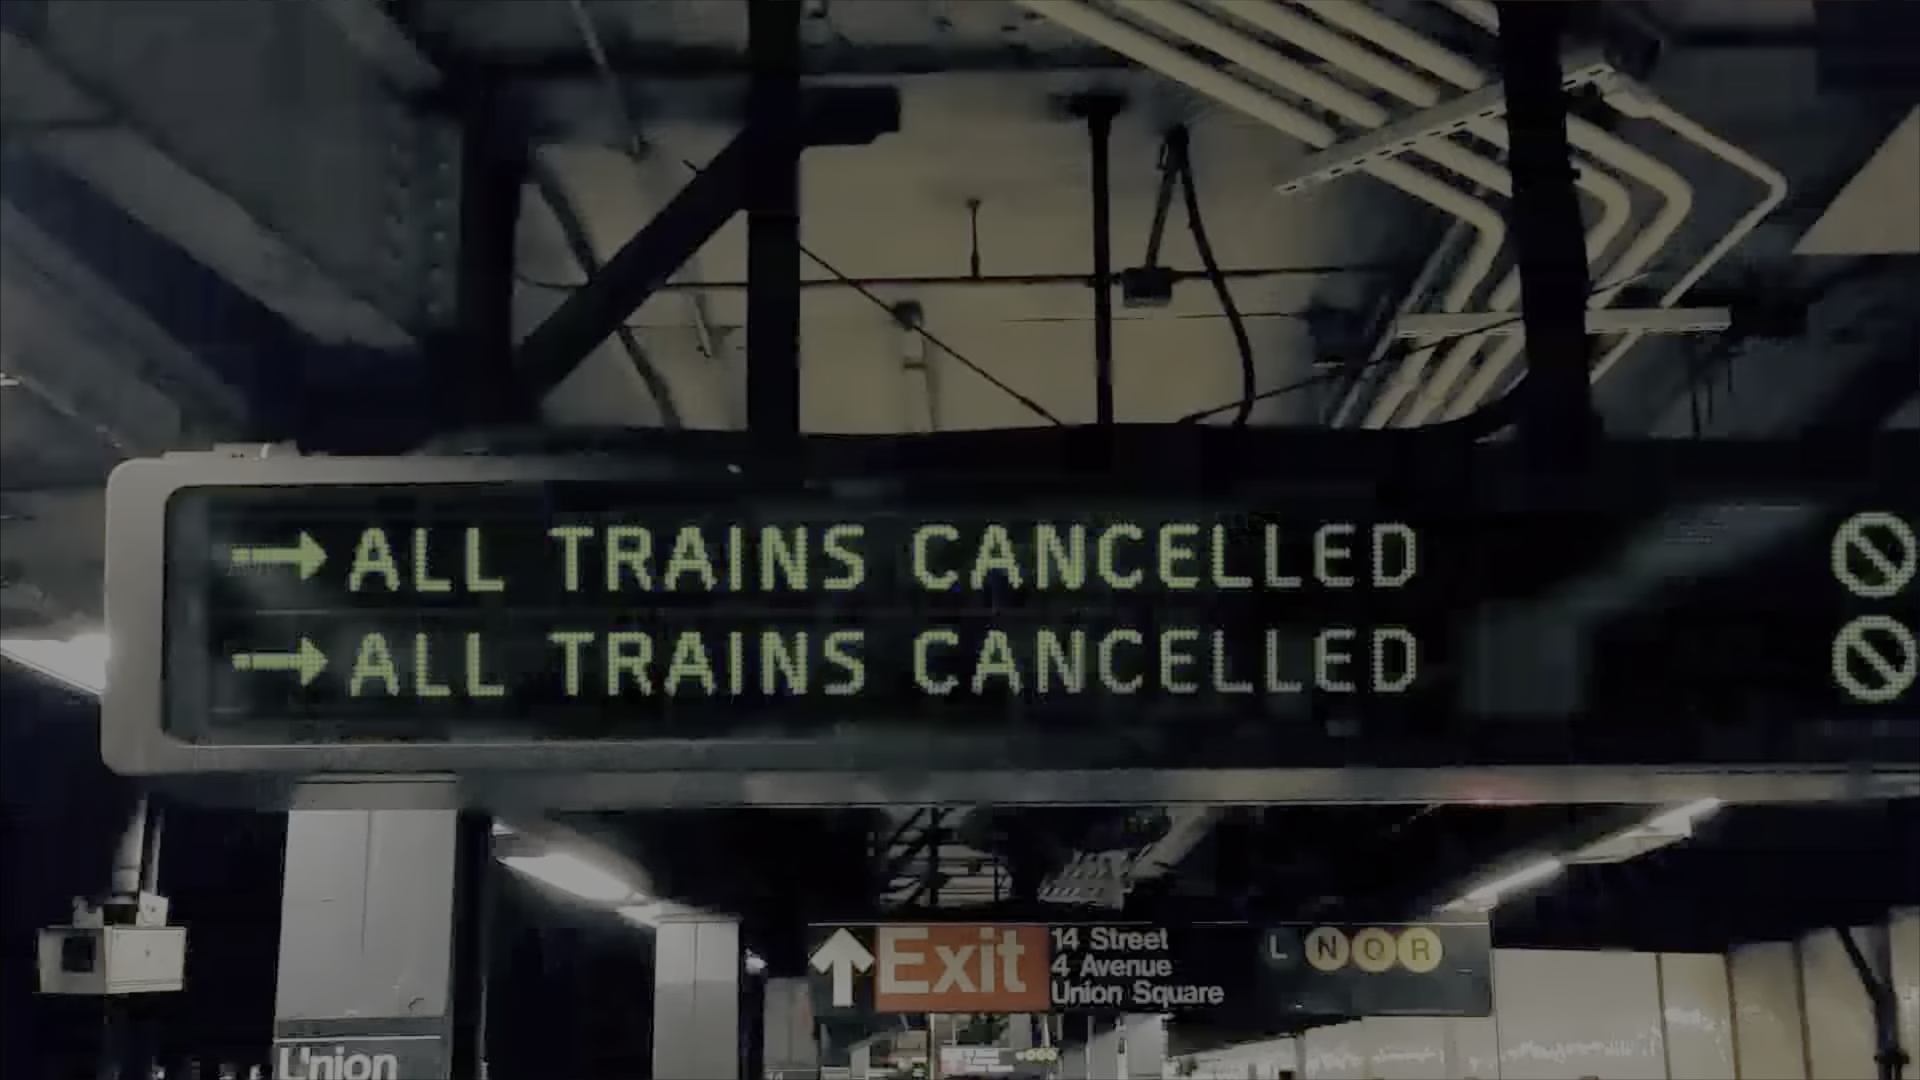 ALL TRAINS CANCELLED
ALL TRAINS CANCELLED
Exit
14 Street
4 Avenue
Union Square
L N Q R
Union